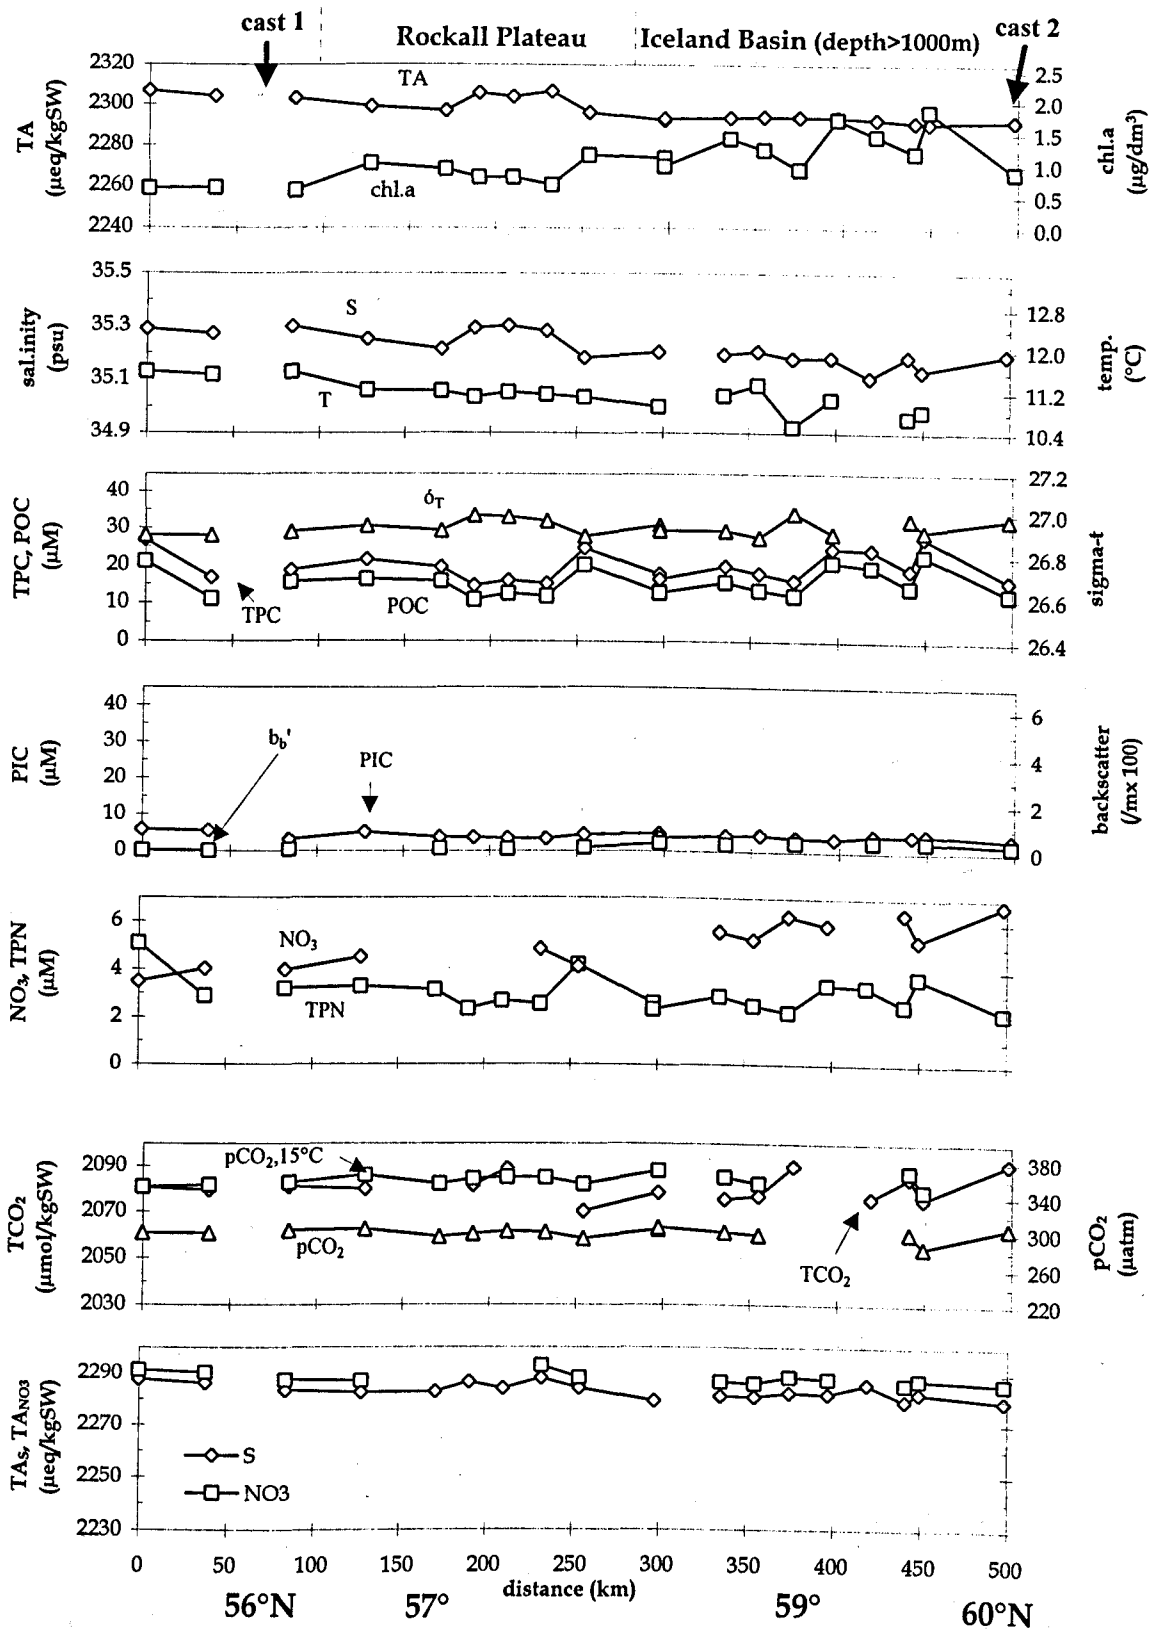 cast 1
cast 2
Rockall Plateau
Iceland Basin (depth>1000m)
TA
(μeq/kgSW)
2320
2300
2280
2260
2240
TA
chl.a
2.5
2.0
1.5
1.0
0.5
0.0
chl.a
(μg/dm³)
sal.inity
(psu)
35.5
35.3
35.1
34.9
S
T
12.8
12.0
11.2
10.4
temp.
(°C)
TPC, POC
(μM)
40
30
20
10
0
όT
TPC
POC
27.2
27.0
26.8
26.6
26.4
sigma-t
PIC
(μM)
40
30
20
10
0
bb'
PIC
6
4
2
0
backscatter
(/mx 100)
NO3, TPN
(μM)
6
4
2
0
NO3
TPN
TCO2
(μmol/kgSW)
2090
2070
2050
2030
pCO2,15°C
pCO2
TCO2
380
340
300
260
220
pCO2
(μatm)
TAs, TANO3
(μeq/kgSW)
2290
2270
2250
2230
S
NO3
0 50 100 150 200 250 300 350 400 450 500
distance (km)
56°N 57° 59° 60°N